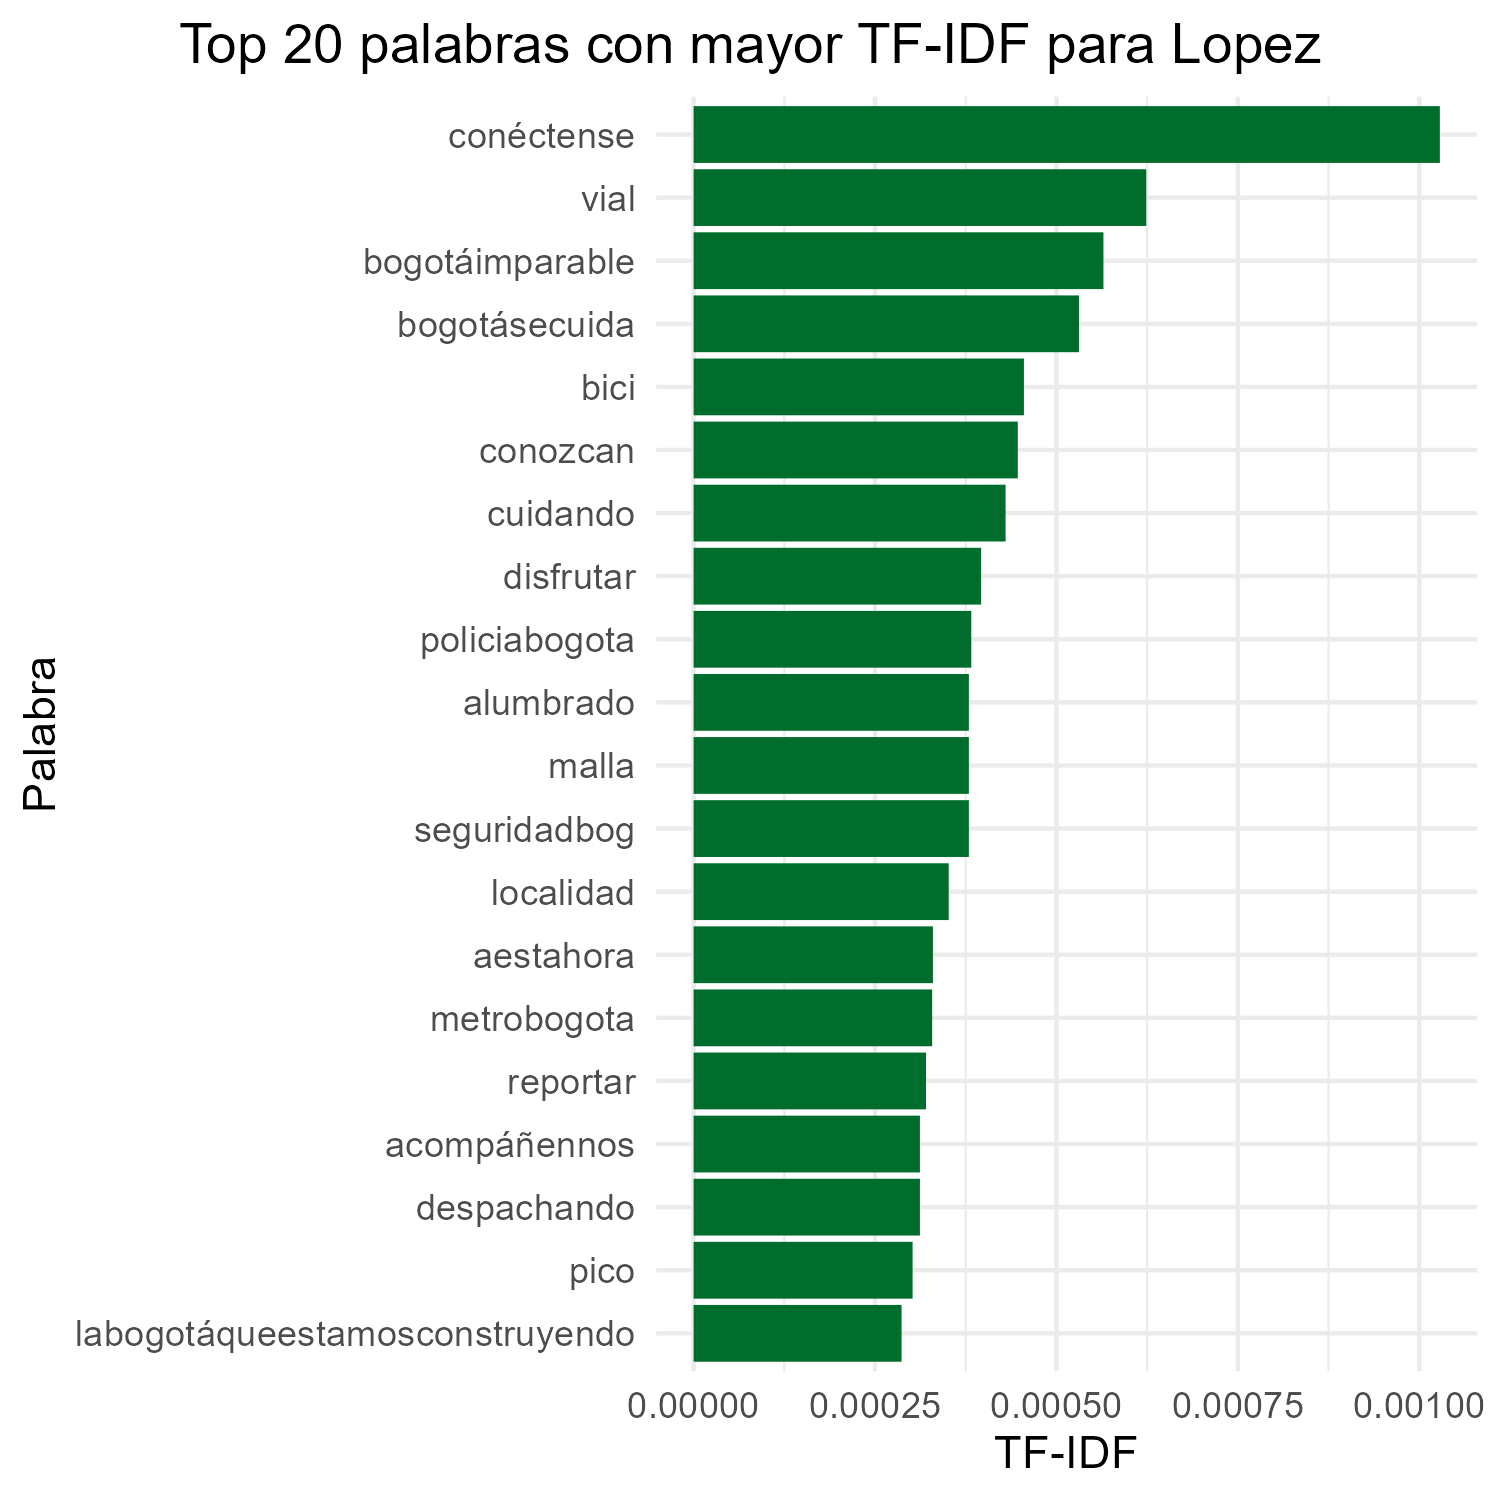 Top 20 palabras con mayor TF-IDF para Lopez
conéctense
vial
bogotáimparable
bogotásecuida
bici
conozcan
cuidando
disfrutar
policiabogota
alumbrado
malla
seguridadbog
localidad
aestahora
metrobogota
reportar
acompáñennos
despachando
pico
labogotáqueestamosconstruyendo
Palabra
0.00000 0.00025 0.00050 0.00075 0.00100
TF-IDF